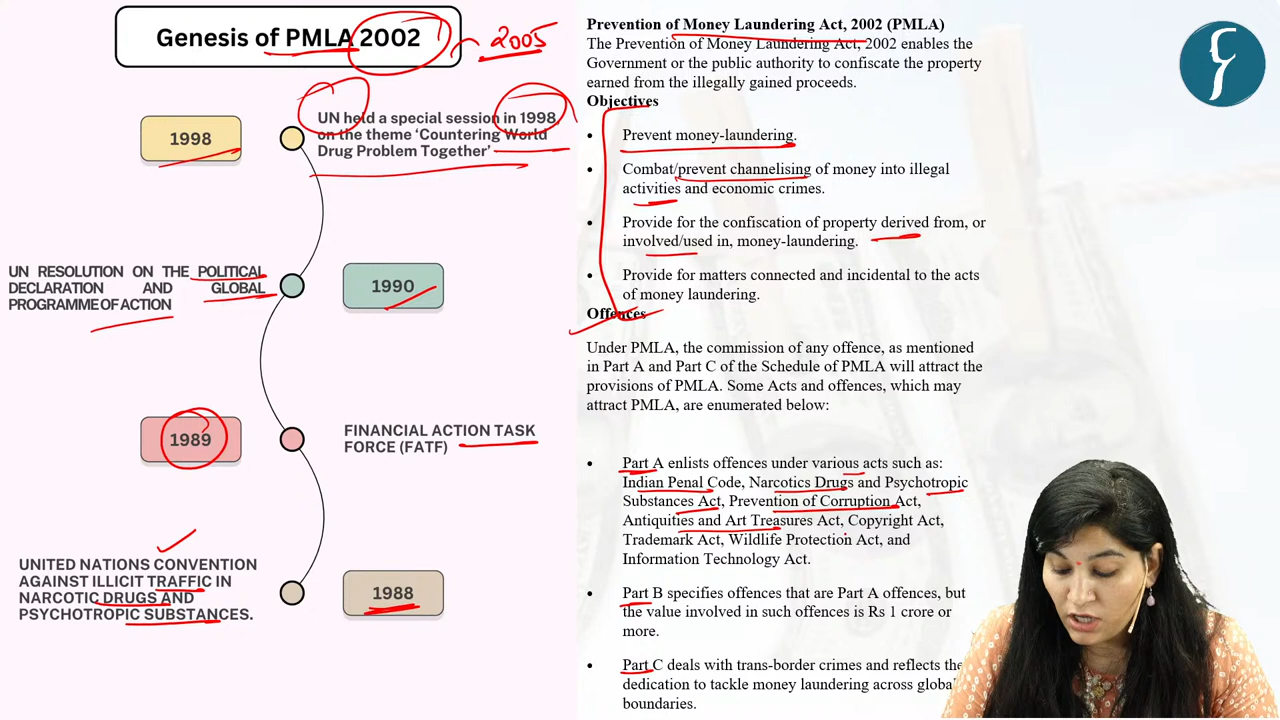 Genesis of PMLA 2002
2005
1998
UN held a special session in 1998,
on the theme ‘Countering World
Drug Problem Together’
UN RESOLUTION ON THE POLITICAL
DECLARATION AND GLOBAL
PROGRAMME OF ACTION
1990
1989
FINANCIAL ACTION TASK
FORCE (FATF)
UNITED NATIONS CONVENTION
AGAINST ILLICIT TRAFFIC IN
NARCOTIC DRUGS AND
PSYCHOTROPIC SUBSTANCES.
1988
Prevention of Money Laundering Act, 2002 (PMLA)
The Prevention of Money Laundering Act, 2002 enables the
Government or the public authority to confiscate the property
earned from the illegally gained proceeds.
Objectives
• Prevent money-laundering.
• Combat/prevent channelising of money into illegal
activities and economic crimes.
• Provide for the confiscation of property derived from, or
involved/used in, money-laundering.
• Provide for matters connected and incidental to the acts
of money laundering.
Offences
Under PMLA, the commission of any offence, as mentioned
in Part A and Part C of the Schedule of PMLA will attract the
provisions of PMLA. Some Acts and offences, which may
attract PMLA, are enumerated below:
• Part A enlists offences under various acts such as:
Indian Penal Code, Narcotics Drugs and Psychotropic
Substances Act, Prevention of Corruption Act,
Antiquities and Art Treasures Act, Copyright Act,
Trademark Act, Wildlife Protection Act, and
Information Technology Act.
• Part B specifies offences that are Part A offences, but
the value involved in such offences is Rs 1 crore or
more.
• Part C deals with trans-border crimes and reflects the
dedication to tackle money laundering across global
boundaries.